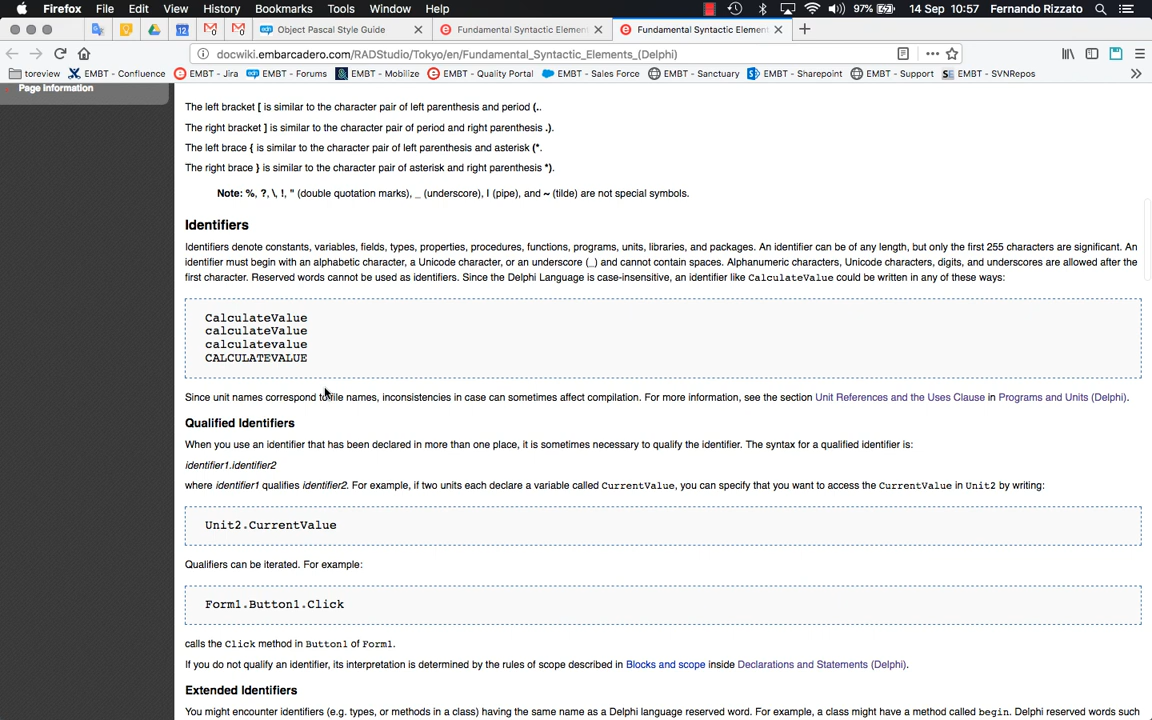 Firefox File Edit View History Bookmarks Tools Window Help 97% 14 Sep 10:57 Fernando Rizzato
Object Pascal Style Guide Fundamental Syntactic Elemen Fundamental Syntactic Elemen
docwiki.embarcadero.com/RADStudio/Tokyo/en/Fundamental_Syntactic_Elements_(Delphi)
toreview EMBT - Confluence EMBT - Jira EMBT - Forums EMBT - Mobilize EMBT - Quality Portal EMBT - Sales Force EMBT - Sanctuary EMBT - Sharepoint EMBT - Support EMBT - SVNRepos
Page Information
The left bracket [ is similar to the character pair of left parenthesis and period (..
The right bracket ] is similar to the character pair of period and right parenthesis .).
The left brace { is similar to the character pair of left parenthesis and asterisk (*.
The right brace } is similar to the character pair of asterisk and right parenthesis *).
Note: %, ?, \, !, " (double quotation marks), _ (underscore), | (pipe), and ~ (tilde) are not special symbols.
Identifiers
Identifiers denote constants, variables, fields, types, properties, procedures, functions, programs, units, libraries, and packages. An identifier can be of any length, but only the first 255 characters are significant. An
identifier must begin with an alphabetic character, a Unicode character, or an underscore (_) and cannot contain spaces. Alphanumeric characters, Unicode characters, digits, and underscores are allowed after the
first character. Reserved words cannot be used as identifiers. Since the Delphi Language is case-insensitive, an identifier like CalculateValue could be written in any of these ways:
CalculateValue
calculateValue
calculatevalue
CALCULATEVALUE
Since unit names correspond to file names, inconsistencies in case can sometimes affect compilation. For more information, see the section Unit References and the Uses Clause in Programs and Units (Delphi).
Qualified Identifiers
When you use an identifier that has been declared in more than one place, it is sometimes necessary to qualify the identifier. The syntax for a qualified identifier is:
identifier1.identifier2
where identifier1 qualifies identifier2. For example, if two units each declare a variable called CurrentValue, you can specify that you want to access the CurrentValue in Unit2 by writing:
Unit2.CurrentValue
Qualifiers can be iterated. For example:
Form1.Button1.Click
calls the Click method in Button1 of Form1.
If you do not qualify an identifier, its interpretation is determined by the rules of scope described in Blocks and scope inside Declarations and Statements (Delphi).
Extended Identifiers
You might encounter identifiers (e.g. types, or methods in a class) having the same name as a Delphi language reserved word. For example, a class might have a method called begin. Delphi reserved words such